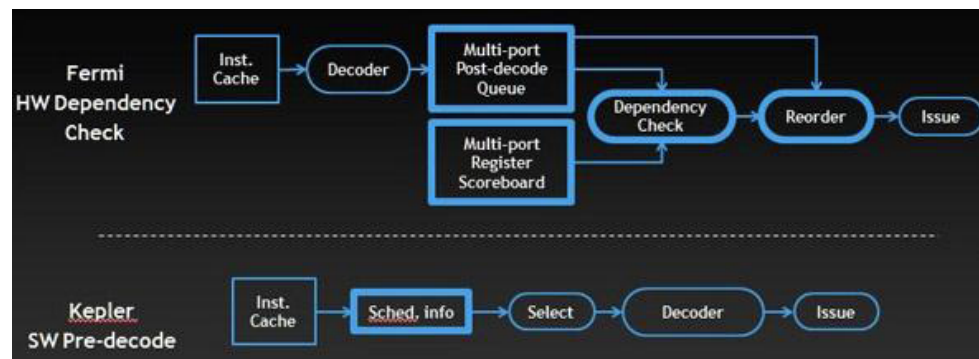 Fermi
HW Dependency
Check
Inst.
Cache
Decoder
Multi-port
Post-decode
Queue
Multi-port
Register
Scoreboard
Dependency
Check
Reorder
Issue
Kepler
SW Pre-decode
Inst.
Cache
Sched. info
Select
Decoder
Issue